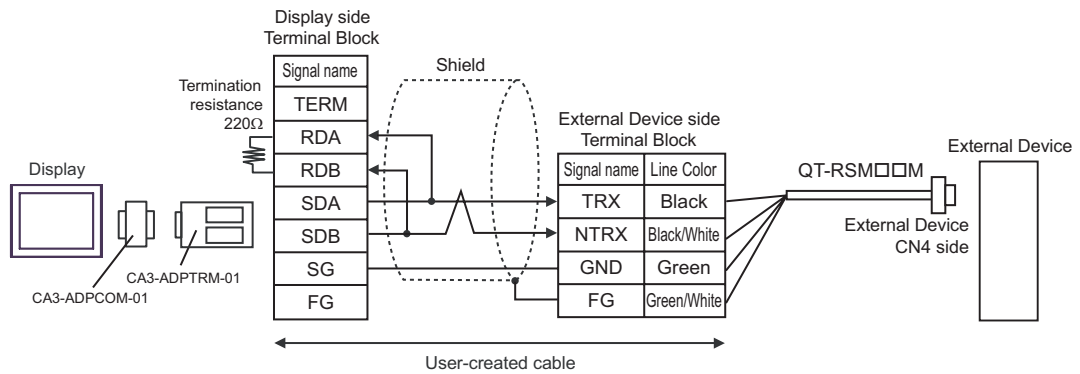 Display side
Terminal Block
Signal name
TERM
RDA
RDB
SDA
SDB
SG
FG
Termination
resistance
220Ω
Shield
Display
CA3-ADPCOM-01
CA3-ADPTRM-01
External Device side
Terminal Block
Signal name Line Color
TRX Black
NTRX Black/White
GND Green
FG Green/White
QT-RSM□□M
External Device
CN4 side
External Device
User-created cable